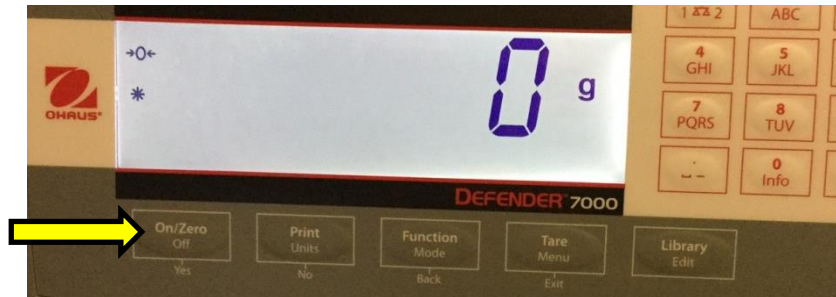 1 2 ABC
→0←
4 5
GHI JKL
*
0 g
OHAUS
7 8
PQRS TUV
. 0
␣ – Info
DEFENDER 7000
On/Zero Print Function Tare Library
Off Units Mode Menu Edit
Yes No Back Exit